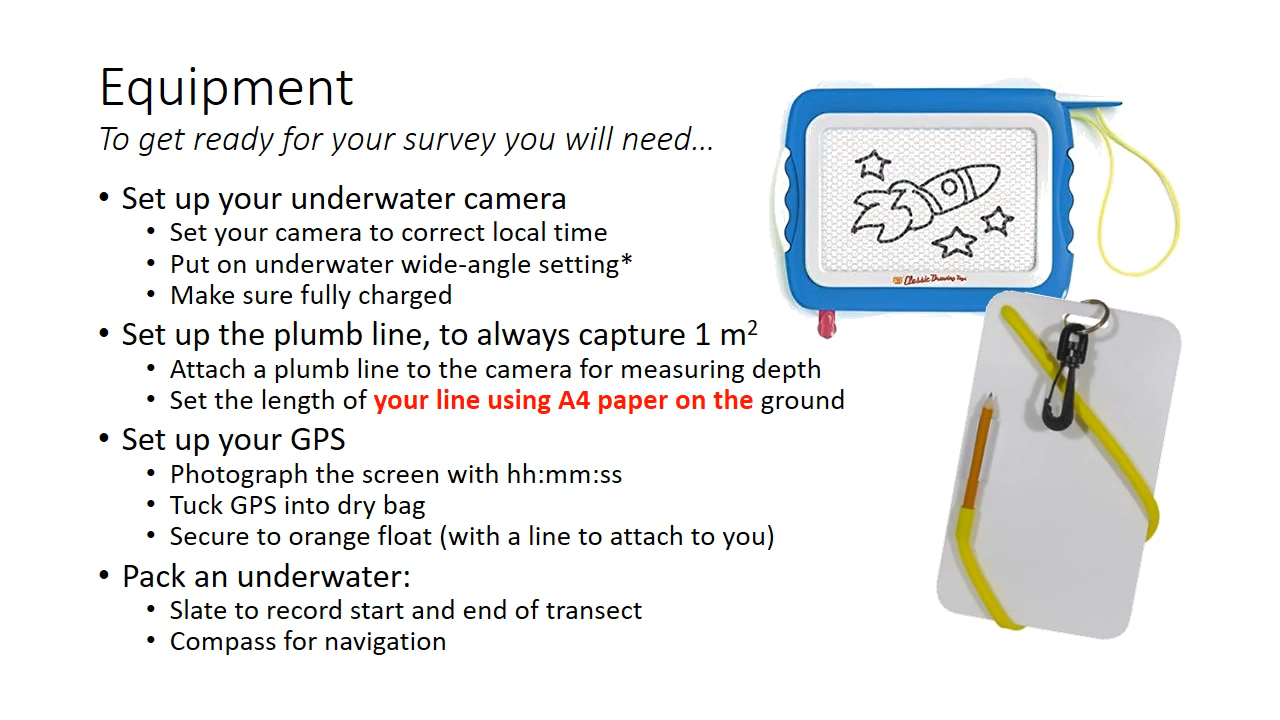 Equipment
To get ready for your survey you will need…
• Set up your underwater camera
• Set your camera to correct local time
• Put on underwater wide-angle setting*
• Make sure fully charged
• Set up the plumb line, to always capture 1 m²
• Attach a plumb line to the camera for measuring depth
• Set the length of your line using A4 paper on the ground
• Set up your GPS
• Photograph the screen with hh:mm:ss
• Tuck GPS into dry bag
• Secure to orange float (with a line to attach to you)
• Pack an underwater:
• Slate to record start and end of transect
• Compass for navigation
Classic Drawing Toys